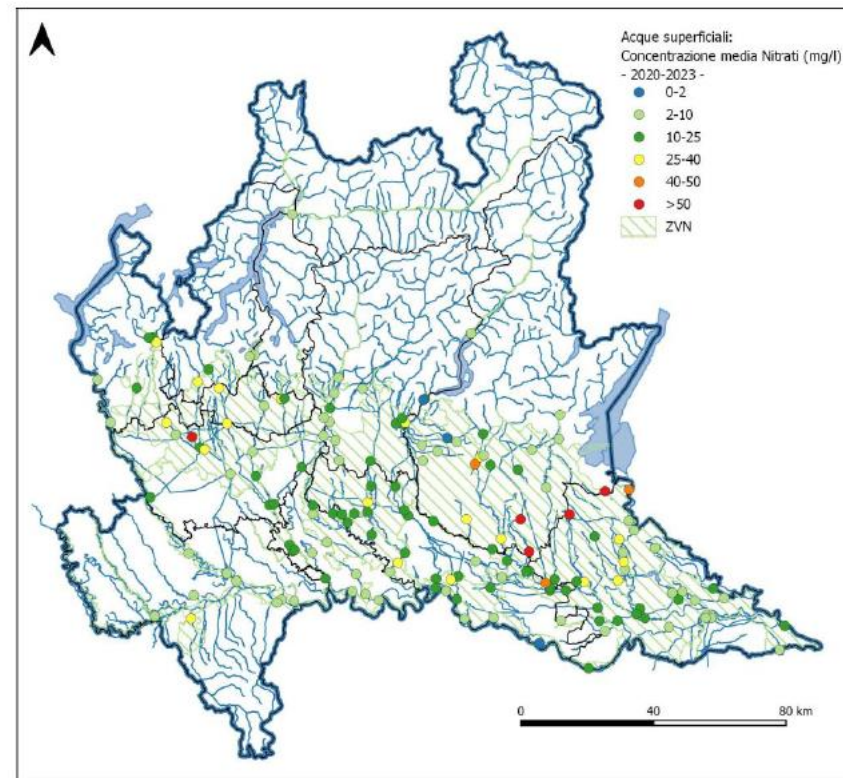 Acque superficiali:
Concentrazione media Nitrati (mg/l)
- 2020-2023 -
0-2
2-10
10-25
25-40
40-50
>50
ZVN
0 40 80 km